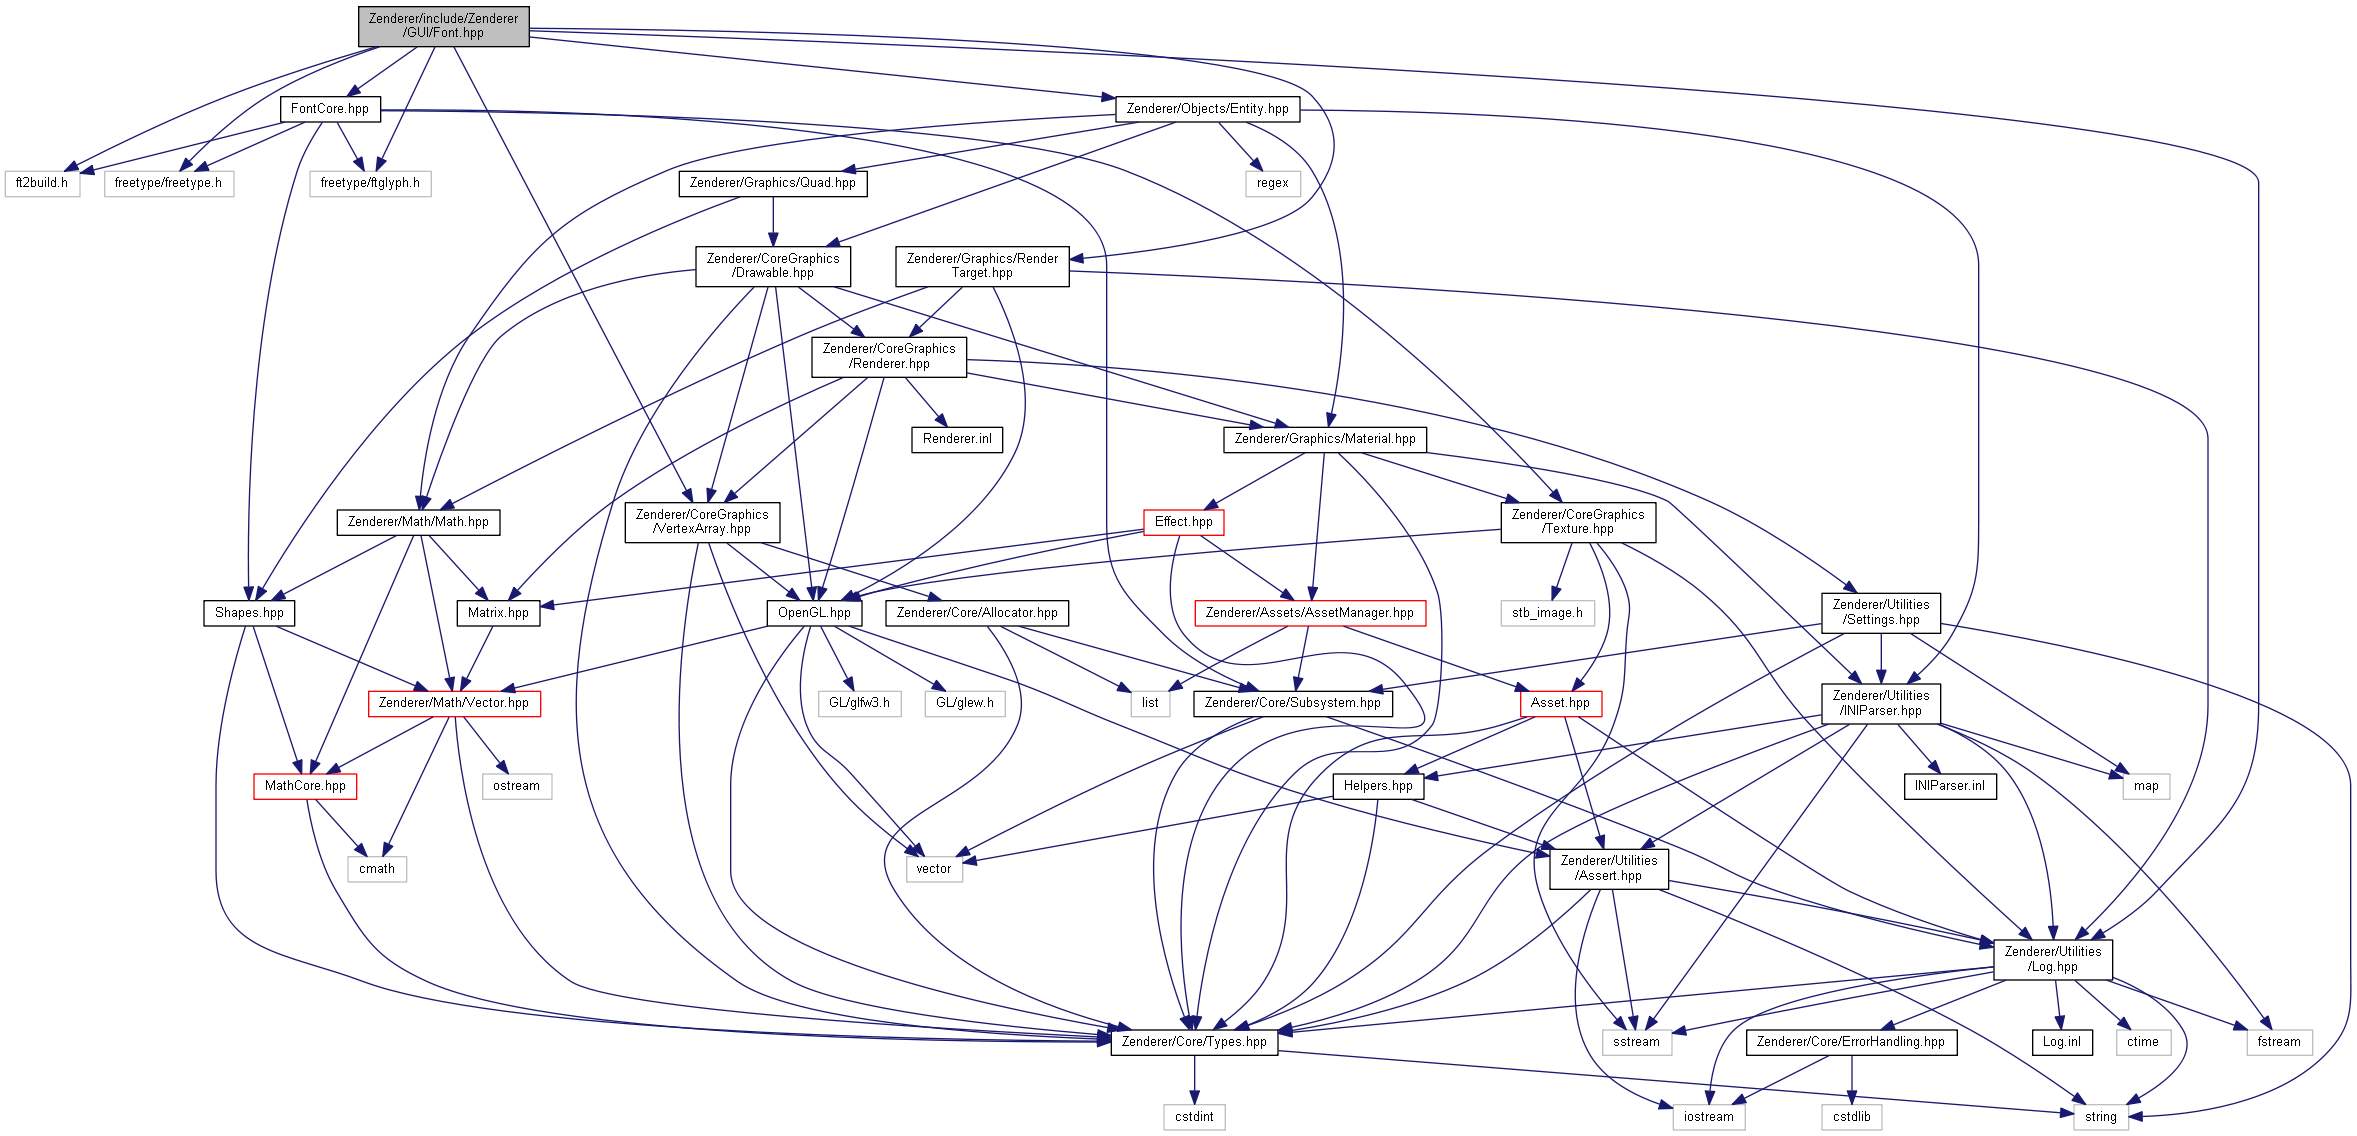 Zenderer/include/Zenderer
/GUI/Font.hpp
FontCore.hpp
Zenderer/Objects/Entity.hpp
ft2build.h
freetype/freetype.h
freetype/ftglyph.h
Zenderer/Graphics/Quad.hpp
regex
Zenderer/CoreGraphics
/Drawable.hpp
Zenderer/Graphics/Render
Target.hpp
Zenderer/CoreGraphics
/Renderer.hpp
Renderer.inl
Zenderer/Graphics/Material.hpp
Zenderer/Math/Math.hpp
Zenderer/CoreGraphics
/VertexArray.hpp
Effect.hpp
Zenderer/CoreGraphics
/Texture.hpp
Shapes.hpp
Matrix.hpp
OpenGL.hpp
Zenderer/Core/Allocator.hpp
Zenderer/Assets/AssetManager.hpp
stb_image.h
Zenderer/Utilities
/Settings.hpp
Zenderer/Math/Vector.hpp
GL/glfw3.h
GL/glew.h
list
Zenderer/Core/Subsystem.hpp
Asset.hpp
Zenderer/Utilities
/INIParser.hpp
MathCore.hpp
ostream
Helpers.hpp
INIParser.inl
map
cmath
vector
Zenderer/Utilities
/Assert.hpp
Zenderer/Utilities
/Log.hpp
Zenderer/Core/Types.hpp
sstream
Zenderer/Core/ErrorHandling.hpp
Log.inl
ctime
fstream
cstdint
iostream
cstdlib
string